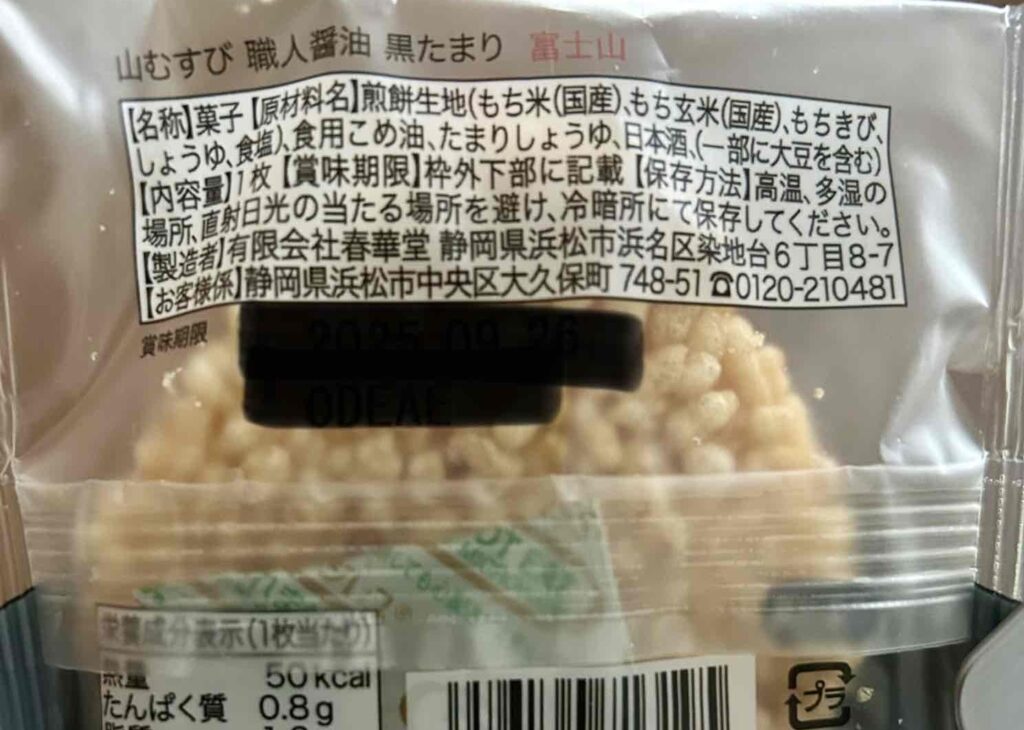 山むすび 職人醤油 黒たまり 富士山
【名称】菓子【原材料名】煎餅生地(もち米(国産)、もち玄米(国産)、もちきび、
しょうゆ、食塩)、食用こめ油、たまりしょうゆ、日本酒、(一部に大豆を含む)
【内容量】1枚【賞味期限】枠外下部に記載【保存方法】高温、多湿の
場所、直射日光の当たる場所を避け、冷暗所にて保存してください。
【製造者】有限会社春華堂 静岡県浜松市浜名区染地台6丁目8-7
【お客様係】静岡県浜松市中央区大久保町 748-51 ☎0120-210481
賞味期限
2025.09.26
ODEAE
栄養成分表示(1枚当たり)
熱量 50kcal
たんぱく質 0.8g
プラ